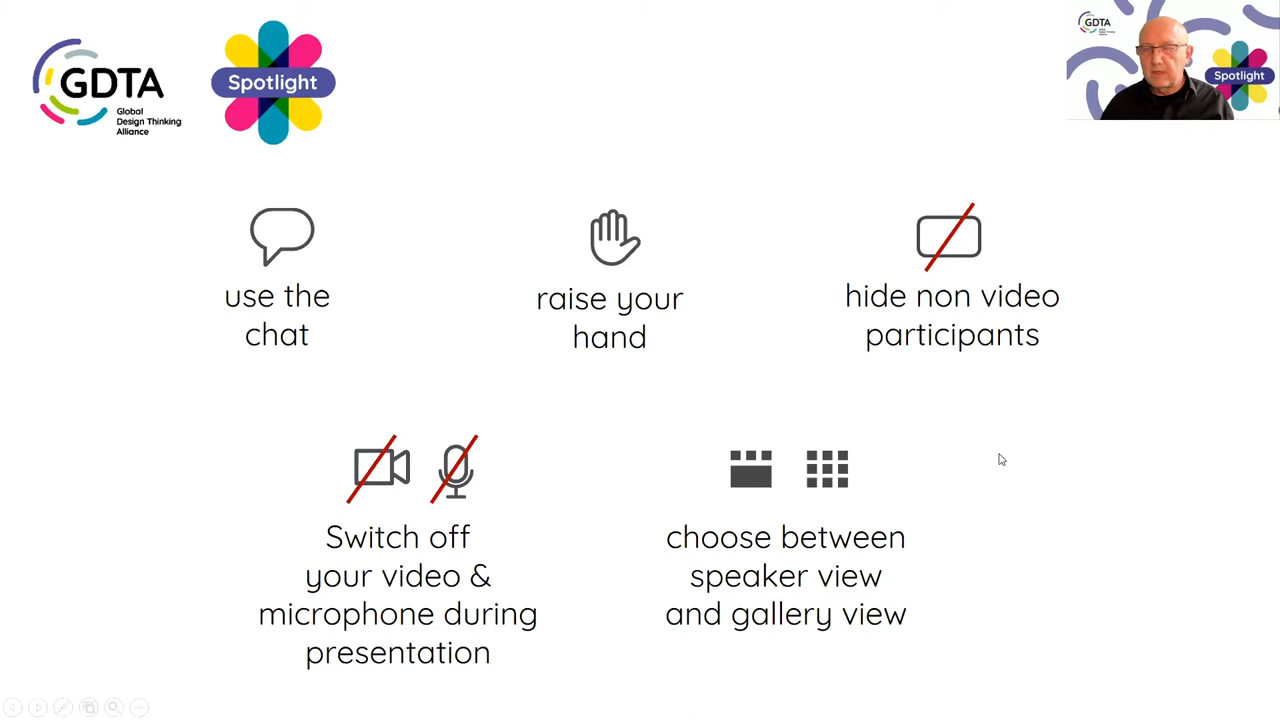 GDTA
Global
Design Thinking
Alliance
Spotlight
GDTA
Spotlight
use the
chat
raise your
hand
hide non video
participants
Switch off
your video &
microphone during
presentation
choose between
speaker view
and gallery view